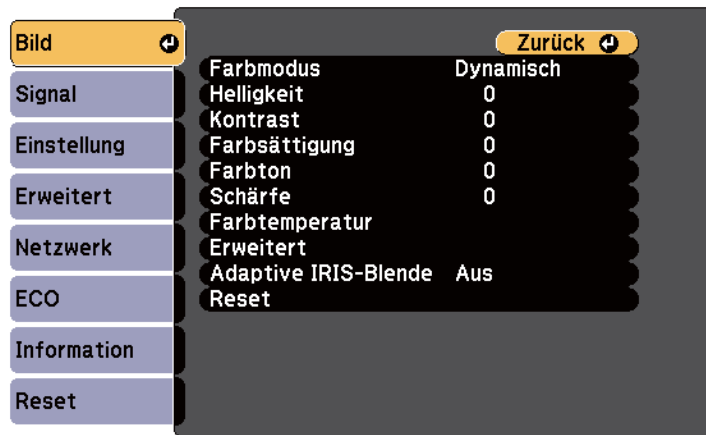 Bild
Signal
Einstellung
Erweitert
Netzwerk
ECO
Information
Reset
Zurück
Farbmodus Dynamisch
Helligkeit 0
Kontrast 0
Farbsättigung 0
Farbton 0
Schärfe 0
Farbtemperatur
Erweitert
Adaptive IRIS-Blende Aus
Reset